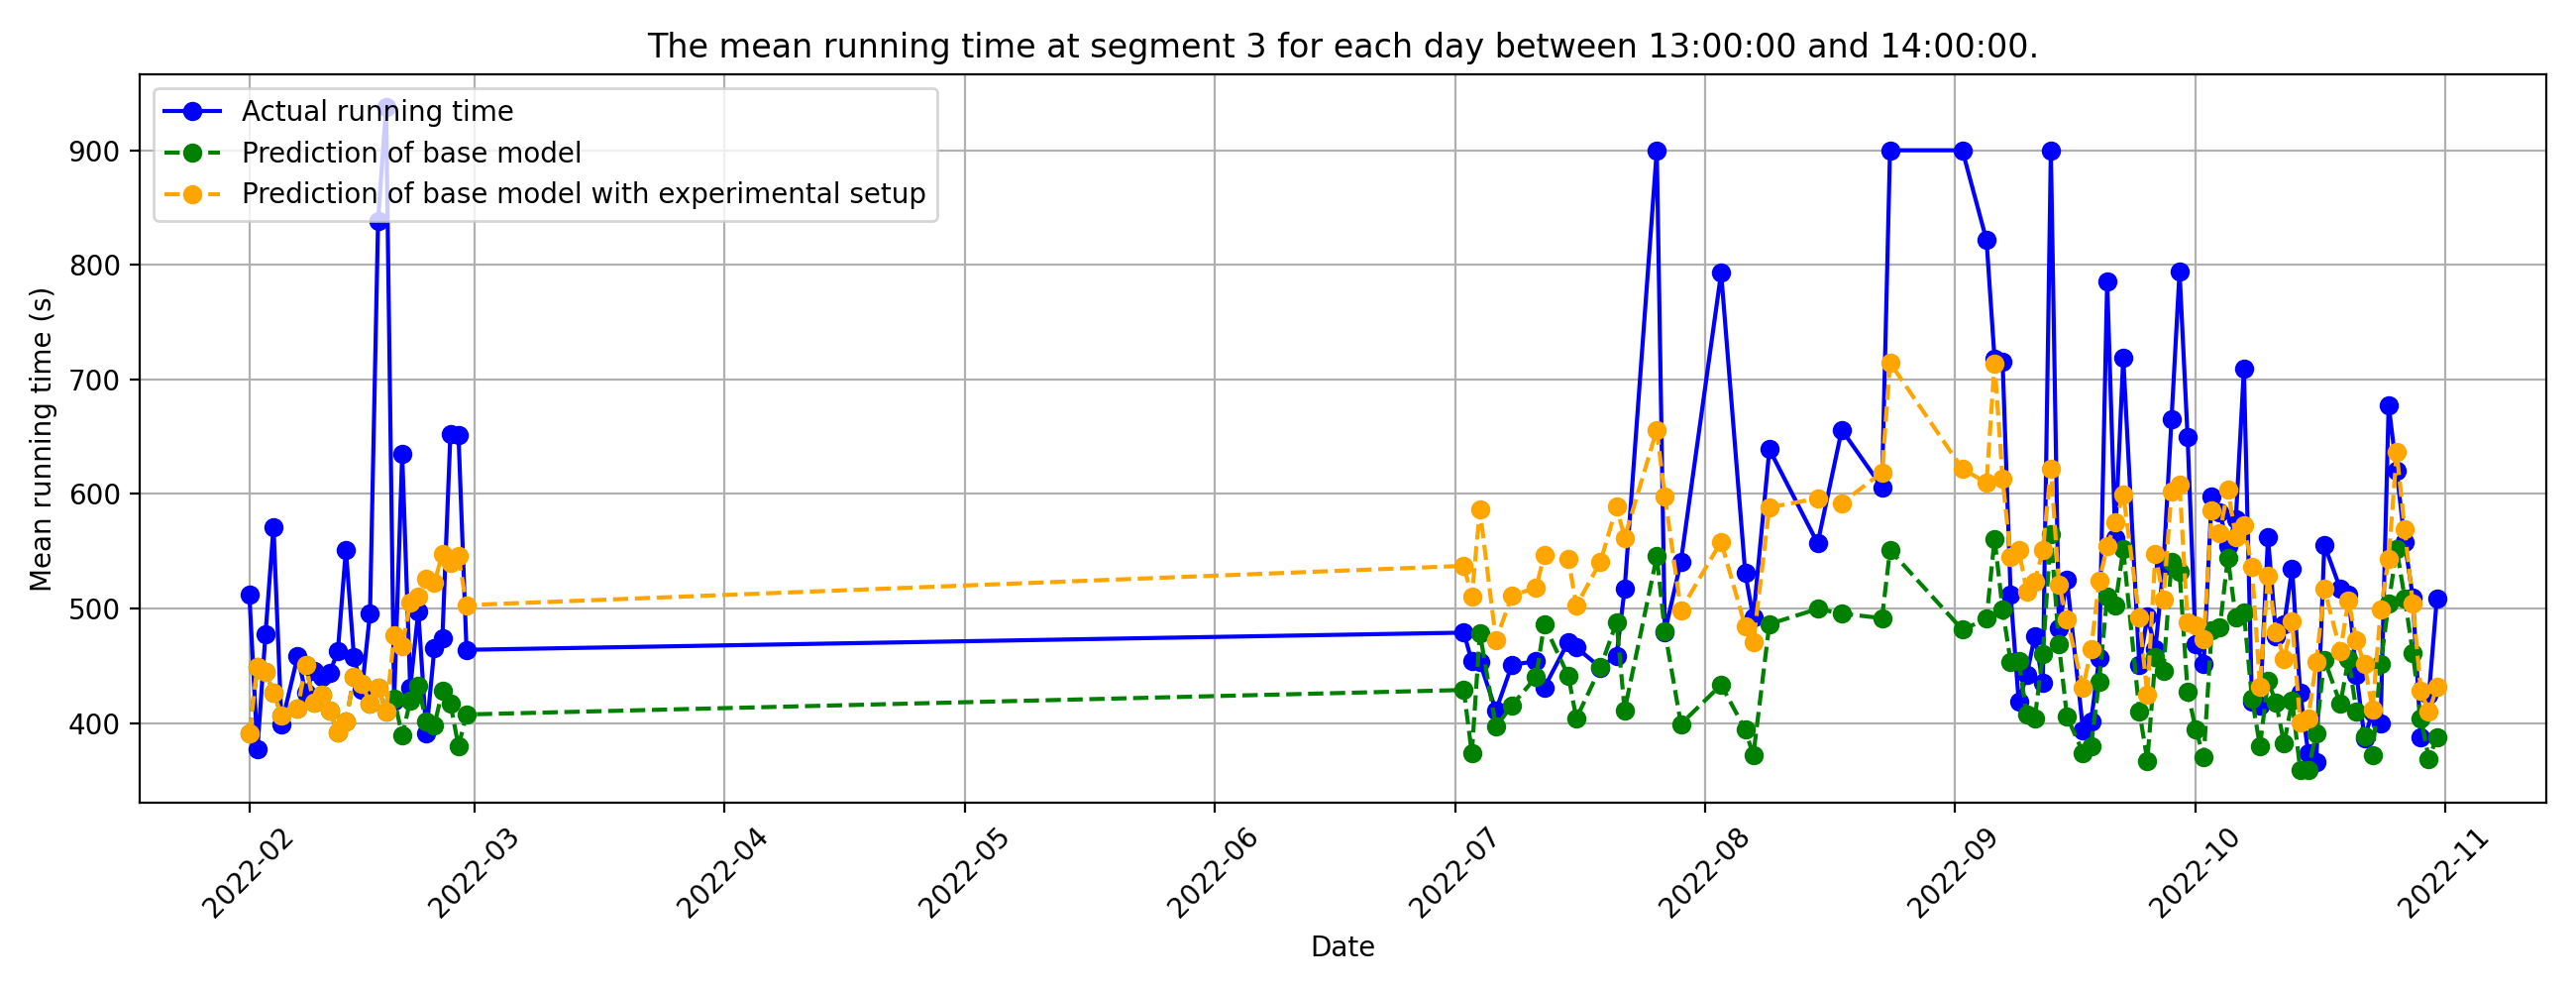 The mean running time at segment 3 for each day between 13:00:00 and 14:00:00.
Actual running time
Prediction of base model
Prediction of base model with experimental setup
Mean running time (s)
900
800
700
600
500
400
2022-02
2022-03
2022-04
2022-05
2022-06
2022-07
2022-08
2022-09
2022-10
2022-11
Date